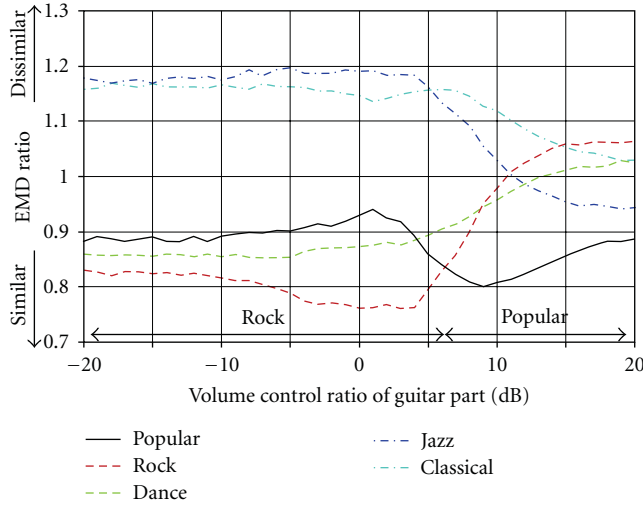 Dissimilar
EMD ratio
Similar
1.3
1.2
1.1
1
0.9
0.8
0.7
Rock
Popular
−20
−10
0
10
20
Volume control ratio of guitar part (dB)
Popular
Rock
Dance
Jazz
Classical